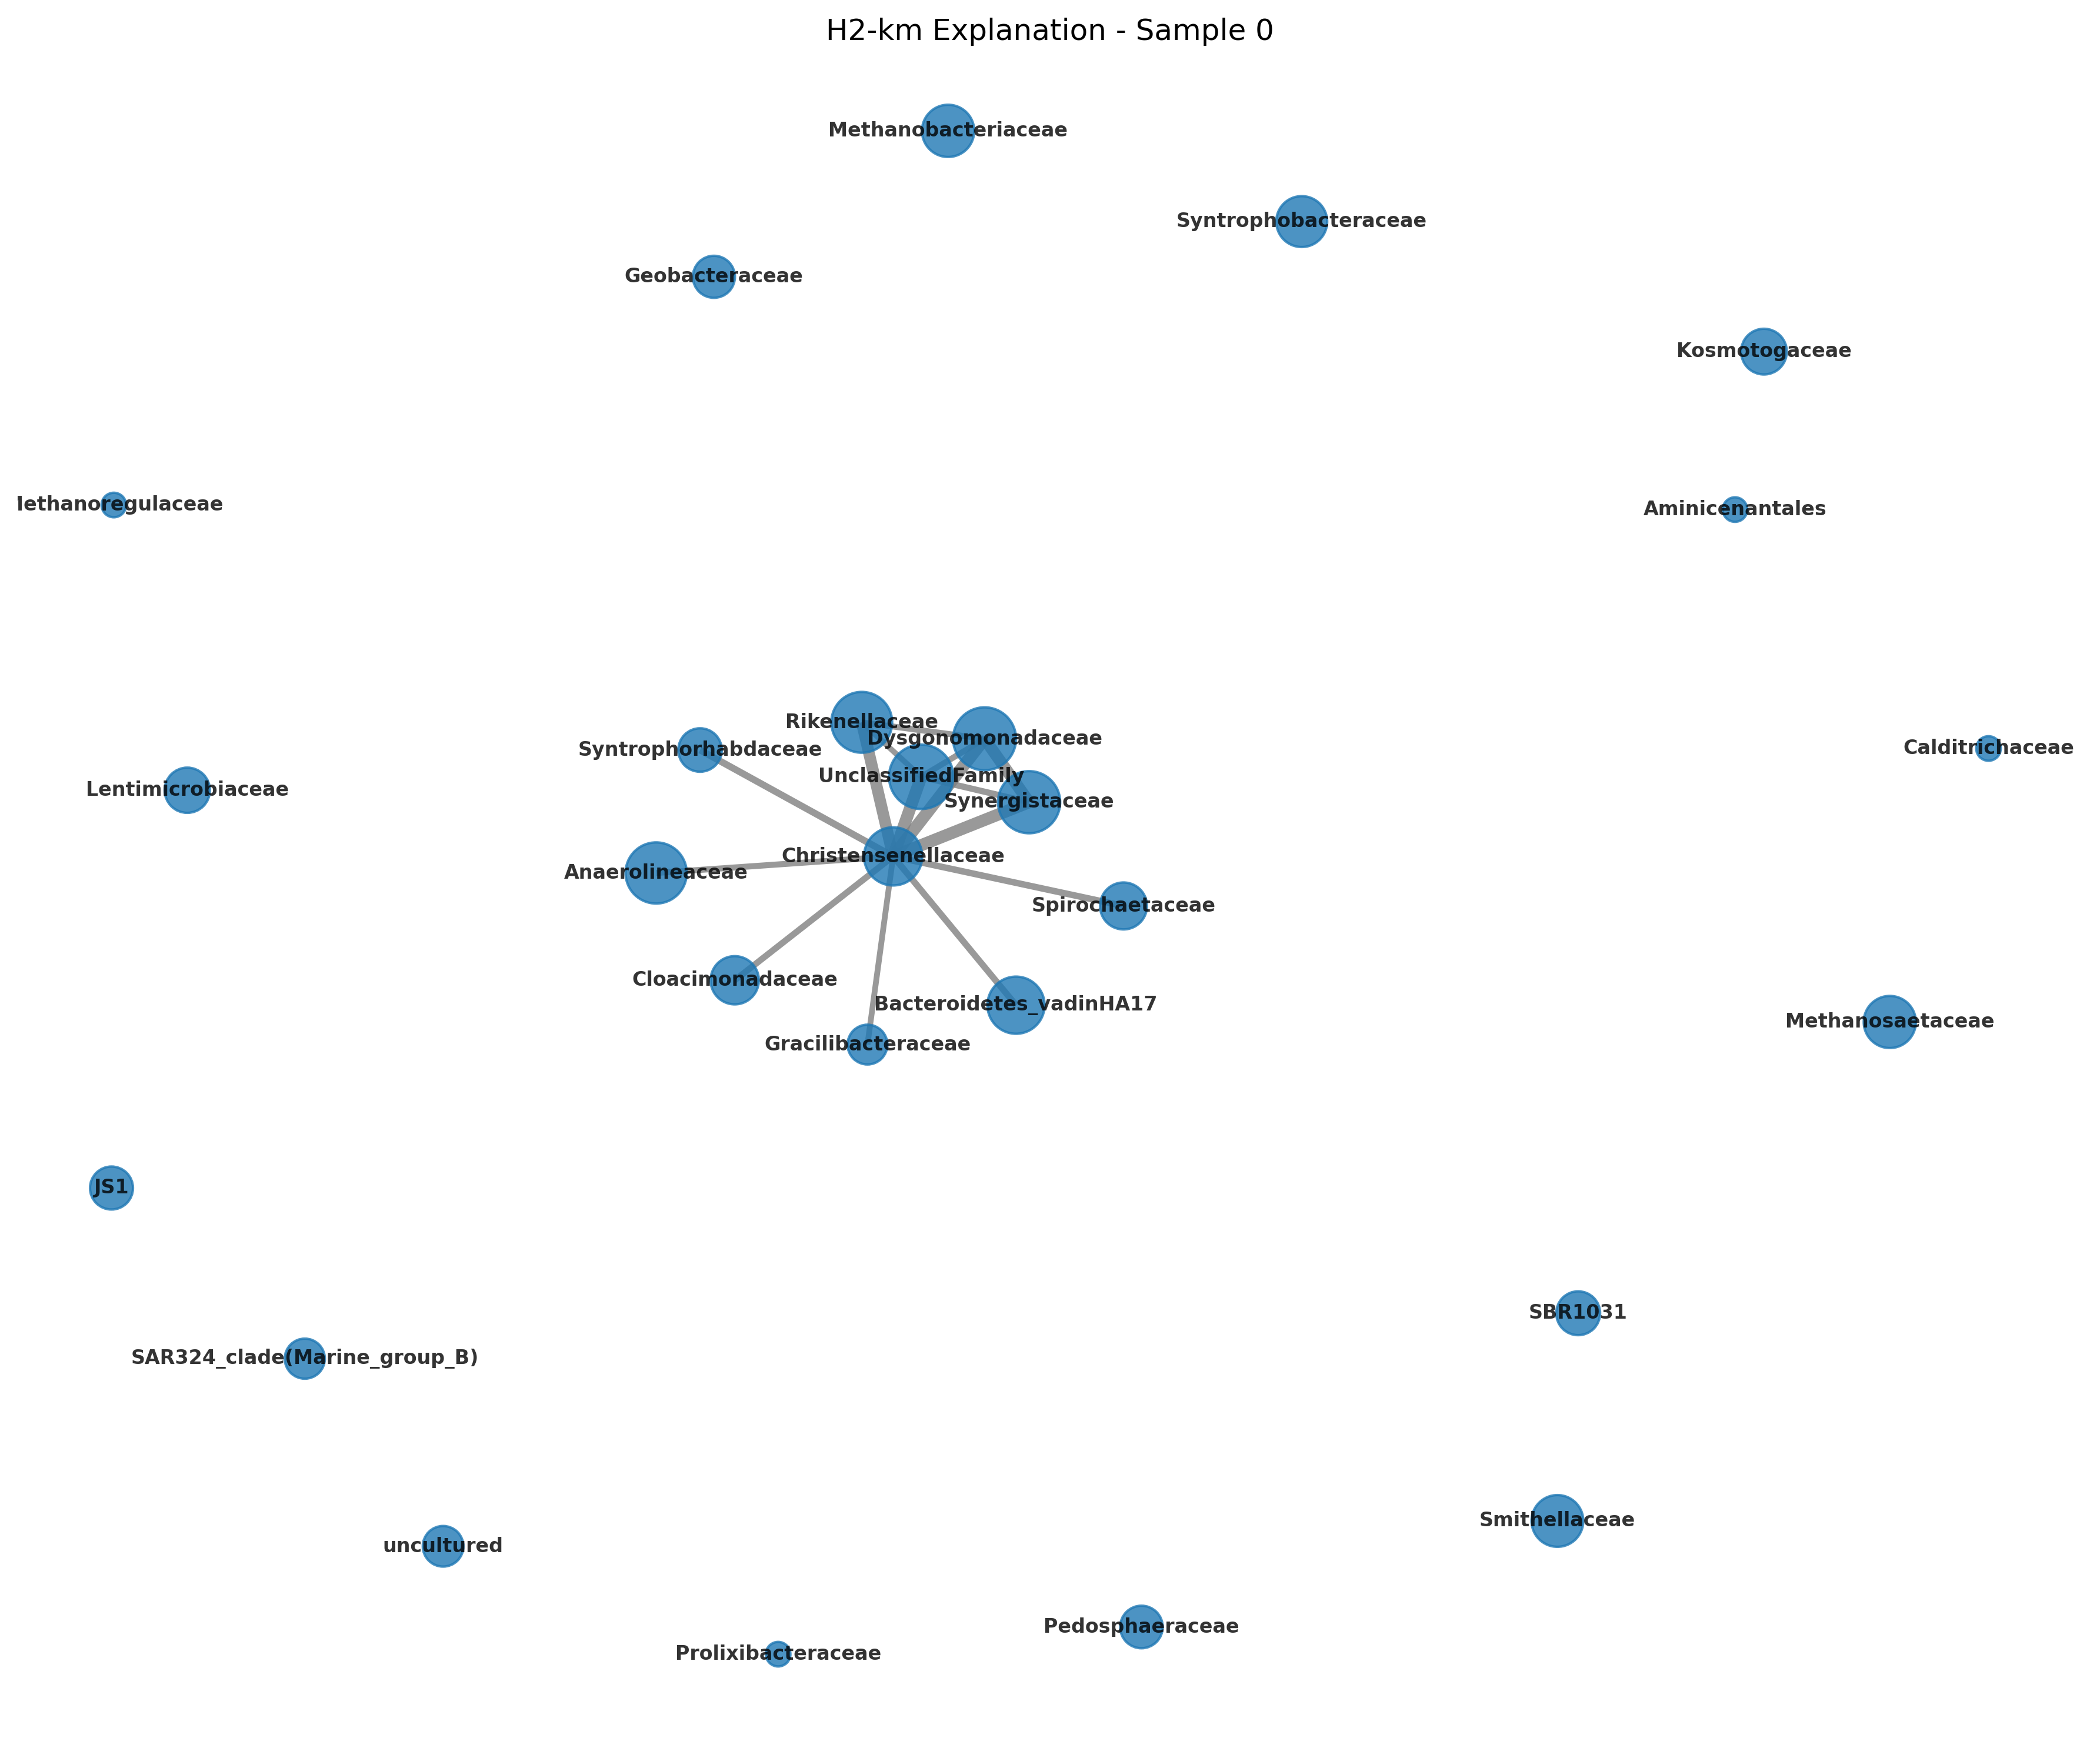 H2-km Explanation - Sample 0
Methanobacteriaceae
Syntrophobacteraceae
Geobacteraceae
Kosmotogaceae
lethanoregulaceae
Aminicenantales
Rikenellaceae
Dysgonomonadaceae
Syntrophorhabdaceae
Calditrichaceae
UnclassifiedFamily
Lentimicrobiaceae
Synergistaceae
Christensenellaceae
Anaerolineaceae
Spirochaetaceae
Cloacimonadaceae
Bacteroidetes_vadinHA17
Methanosaetaceae
Gracilibacteraceae
JS1
SBR1031
SAR324_clade(Marine_group_B)
Smithellaceae
uncultured
Pedosphaeraceae
Prolixibacteraceae